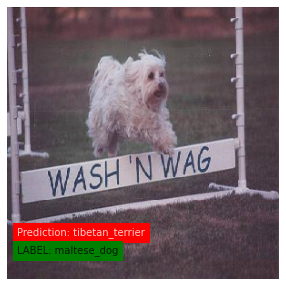 WASH 'N WAG
Prediction: tibetan_terrier
LABEL: maltese_dog